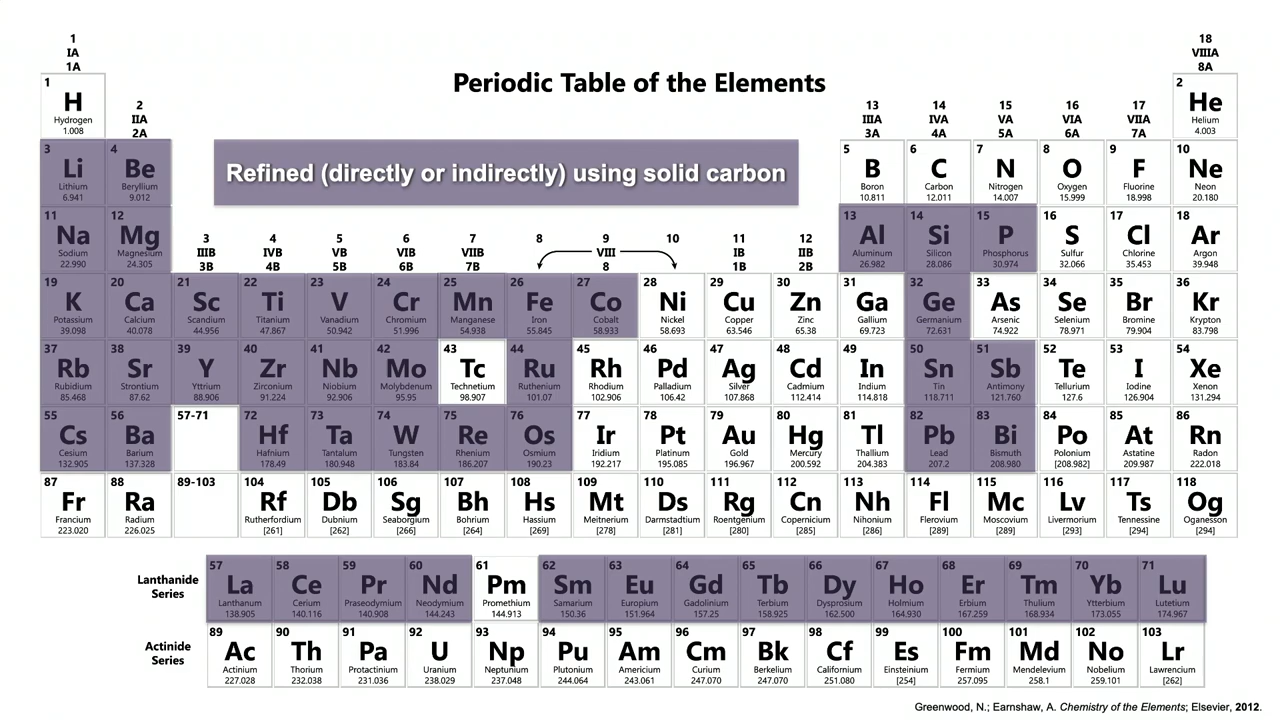 Periodic Table of the Elements
Refined (directly or indirectly) using solid carbon
1 2 3 4 5 6 7 8 9 10 11 12 13 14 15 16 17 18
IA IIA IIIB IVB VB VIB VIIB VIII IB IIB IIIA IVA VA VIA VIIA VIIIA
1A 2A 3B 4B 5B 6B 7B 8 1B 2B 3A 4A 5A 6A 7A 8A
1 H Hydrogen 1.008
2 He Helium 4.003
3 Li Lithium 6.941
4 Be Beryllium 9.012
5 B Boron 10.811
6 C Carbon 12.011
7 N Nitrogen 14.007
8 O Oxygen 15.999
9 F Fluorine 18.998
10 Ne Neon 20.180
11 Na Sodium 22.990
12 Mg Magnesium 24.305
13 Al Aluminum 26.982
14 Si Silicon 28.086
15 P Phosphorus 30.974
16 S Sulfur 32.066
17 Cl Chlorine 35.453
18 Ar Argon 39.948
19 K Potassium 39.098
20 Ca Calcium 40.078
21 Sc Scandium 44.956
22 Ti Titanium 47.867
23 V Vanadium 50.942
24 Cr Chromium 51.996
25 Mn Manganese 54.938
26 Fe Iron 55.845
27 Co Cobalt 58.933
28 Ni Nickel 58.693
29 Cu Copper 63.546
30 Zn Zinc 65.38
31 Ga Gallium 69.723
32 Ge Germanium 72.631
33 As Arsenic 74.922
34 Se Selenium 78.971
35 Br Bromine 79.904
36 Kr Krypton 83.798
37 Rb Rubidium 85.468
38 Sr Strontium 87.62
39 Y Yttrium 88.906
40 Zr Zirconium 91.224
41 Nb Niobium 92.906
42 Mo Molybdenum 95.95
43 Tc Technetium 98.907
44 Ru Ruthenium 101.07
45 Rh Rhodium 102.906
46 Pd Palladium 106.42
47 Ag Silver 107.868
48 Cd Cadmium 112.414
49 In Indium 114.818
50 Sn Tin 118.711
51 Sb Antimony 121.760
52 Te Tellurium 127.6
53 I Iodine 126.904
54 Xe Xenon 131.294
55 Cs Cesium 132.905
56 Ba Barium 137.328
57-71
72 Hf Hafnium 178.49
73 Ta Tantalum 180.948
74 W Tungsten 183.84
75 Re Rhenium 186.207
76 Os Osmium 190.23
77 Ir Iridium 192.217
78 Pt Platinum 195.085
79 Au Gold 196.967
80 Hg Mercury 200.592
81 Tl Thallium 204.383
82 Pb Lead 207.2
83 Bi Bismuth 208.980
84 Po Polonium [208.982]
85 At Astatine 209.987
86 Rn Radon 222.018
87 Fr Francium 223.020
88 Ra Radium 226.025
89-103
104 Rf Rutherfordium [261]
105 Db Dubnium [262]
106 Sg Seaborgium [266]
107 Bh Bohrium [264]
108 Hs Hassium [269]
109 Mt Meitnerium [278]
110 Ds Darmstadtium [281]
111 Rg Roentgenium [280]
112 Cn Copernicium [285]
113 Nh Nihonium [286]
114 Fl Flerovium [289]
115 Mc Moscovium [289]
116 Lv Livermorium [293]
117 Ts Tennessine [294]
118 Og Oganesson [294]
Lanthanide
Series
57 La Lanthanum 138.905
58 Ce Cerium 140.116
59 Pr Praseodymium 140.908
60 Nd Neodymium 144.243
61 Pm Promethium 144.913
62 Sm Samarium 150.36
63 Eu Europium 151.964
64 Gd Gadolinium 157.25
65 Tb Terbium 158.925
66 Dy Dysprosium 162.500
67 Ho Holmium 164.930
68 Er Erbium 167.259
69 Tm Thulium 168.934
70 Yb Ytterbium 173.055
71 Lu Lutetium 174.967
Actinide
Series
89 Ac Actinium 227.028
90 Th Thorium 232.038
91 Pa Protactinium 231.036
92 U Uranium 238.029
93 Np Neptunium 237.048
94 Pu Plutonium 244.064
95 Am Americium 243.061
96 Cm Curium 247.070
97 Bk Berkelium 247.070
98 Cf Californium 251.080
99 Es Einsteinium [254]
100 Fm Fermium 257.095
101 Md Mendelevium 258.1
102 No Nobelium 259.101
103 Lr Lawrencium [262]
Greenwood, N.; Earnshaw, A. Chemistry of the Elements; Elsevier, 2012.